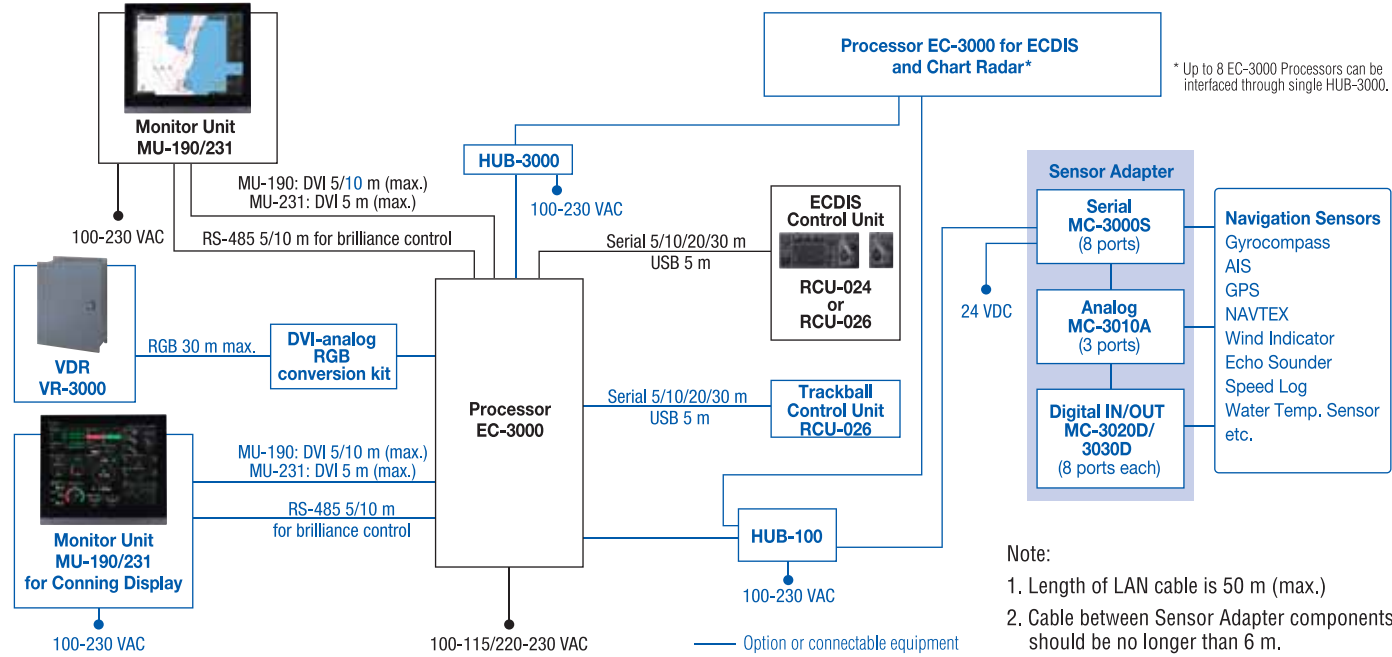 Monitor Unit
MU-190/231
100-230 VAC
MU-190: DVI 5/10 m (max.)
MU-231: DVI 5 m (max.)
RS-485 5/10 m for brilliance control
HUB-3000
100-230 VAC
Processor EC-3000 for ECDIS
and Chart Radar*
* Up to 8 EC-3000 Processors can be
interfaced through single HUB-3000.
ECDIS
Control Unit
RCU-024
or
RCU-026
Serial 5/10/20/30 m
USB 5 m
VDR
VR-3000
RGB 30 m max.
DVI-analog
RGB
conversion kit
Processor
EC-3000
100-115/220-230 VAC
Serial 5/10/20/30 m
USB 5 m
Trackball
Control Unit
RCU-026
Monitor Unit
MU-190/231
for Conning Display
100-230 VAC
MU-190: DVI 5/10 m (max.)
MU-231: DVI 5 m (max.)
RS-485 5/10 m
for brilliance control
HUB-100
100-230 VAC
Sensor Adapter
Serial
MC-3000S
(8 ports)
24 VDC
Analog
MC-3010A
(3 ports)
Digital IN/OUT
MC-3020D/
3030D
(8 ports each)
Navigation Sensors
Gyrocompass
AIS
GPS
NAVTEX
Wind Indicator
Echo Sounder
Speed Log
Water Temp. Sensor
etc.
Option or connectable equipment
Note:
1. Length of LAN cable is 50 m (max.)
2. Cable between Sensor Adapter components
should be no longer than 6 m.